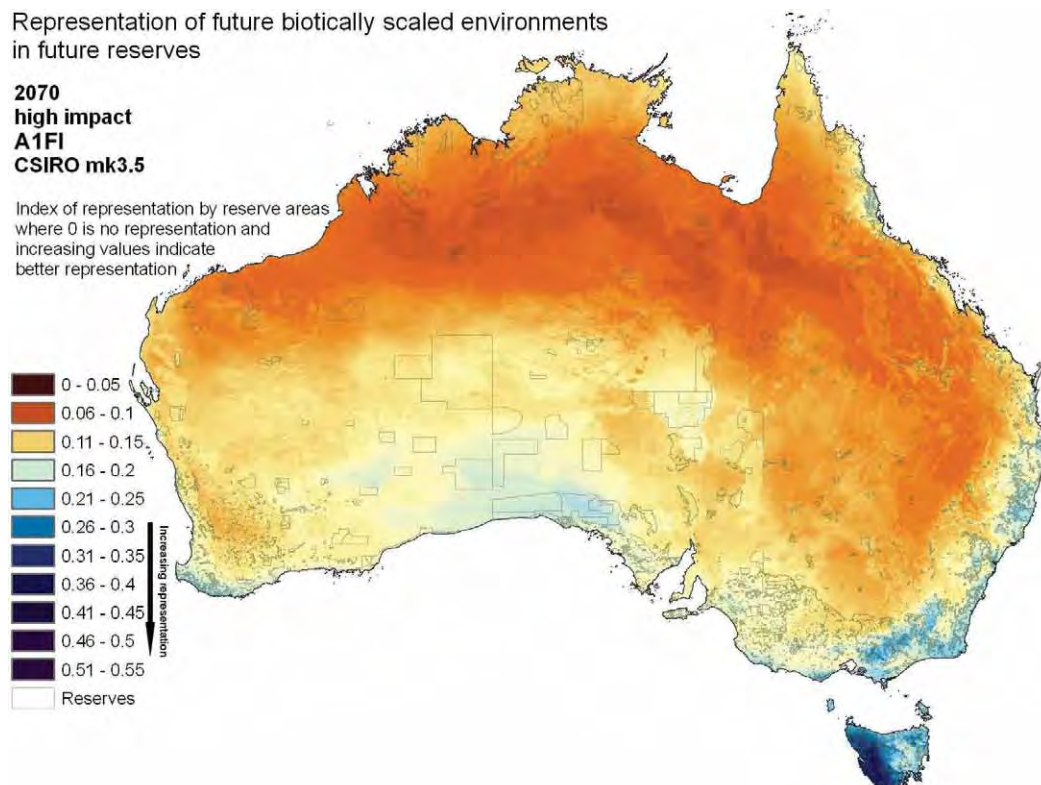 Representation of future biotically scaled environments
in future reserves
2070
high impact
A1FI
CSIRO mk3.5
Index of representation by reserve areas
where 0 is no representation and
increasing values indicate
better representation
0 - 0.05
0.06 - 0.1
0.11 - 0.15
0.16 - 0.2
0.21 - 0.25
0.26 - 0.3
0.31 - 0.35
0.36 - 0.4
0.41 - 0.45
0.46 - 0.5
0.51 - 0.55
Reserves
Increasing representation